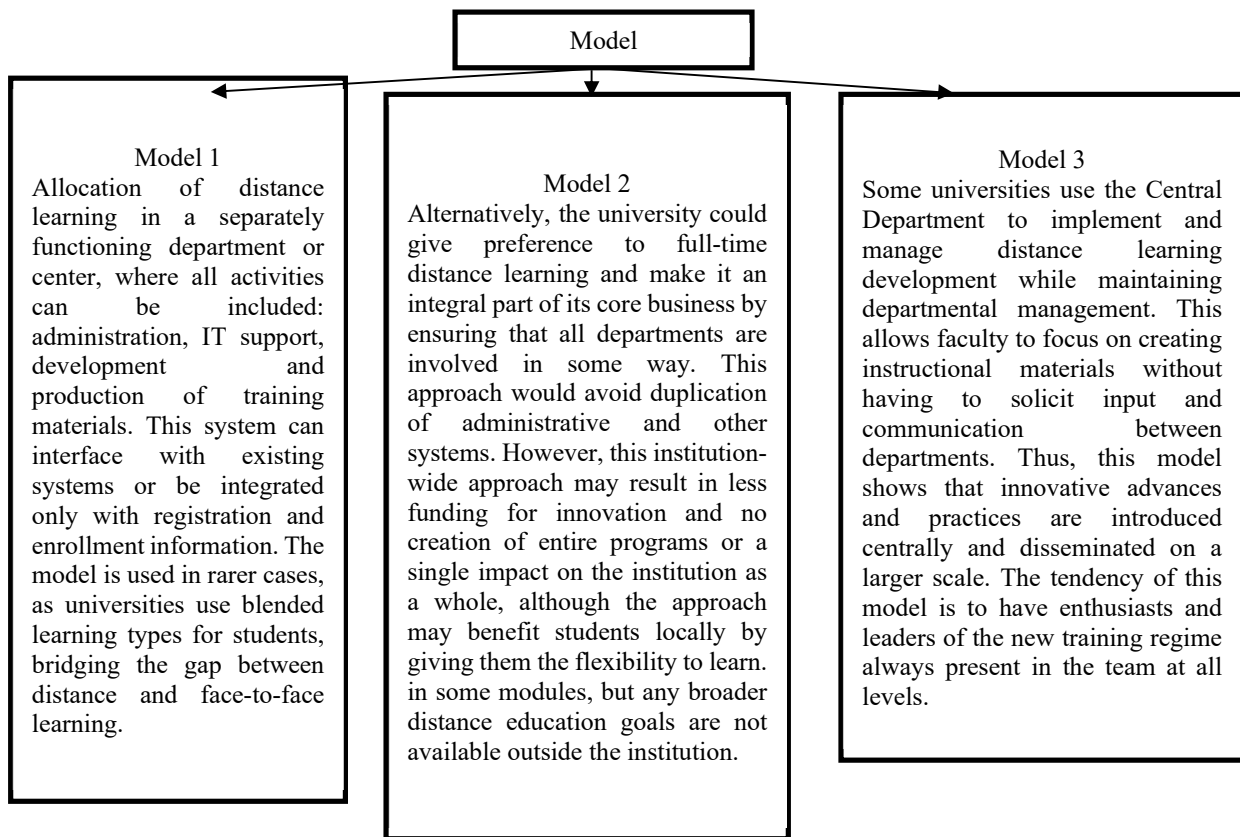 Model
Model 1
Allocation of distance
learning in a separately
functioning department or
center, where all activities
can be included:
administration, IT support,
development and
production of training
materials. This system can
interface with existing
systems or be integrated
only with registration and
enrollment information. The
model is used in rarer cases,
as universities use blended
learning types for students,
bridging the gap between
distance and face-to-face
learning.
Model 2
Alternatively, the university could
give preference to full-time
distance learning and make it an
integral part of its core business by
ensuring that all departments are
involved in some way. This
approach would avoid duplication
of administrative and other
systems. However, this institution-
wide approach may result in less
funding for innovation and no
creation of entire programs or a
single impact on the institution as
a whole, although the approach
may benefit students locally by
giving them the flexibility to learn.
in some modules, but any broader
distance education goals are not
available outside the institution.
Model 3
Some universities use the Central
Department to implement and
manage distance learning
development while maintaining
departmental management. This
allows faculty to focus on creating
instructional materials without
having to solicit input and
communication between
departments. Thus, this model
shows that innovative advances
and practices are introduced
centrally and disseminated on a
larger scale. The tendency of this
model is to have enthusiasts and
leaders of the new training regime
always present in the team at all
levels.